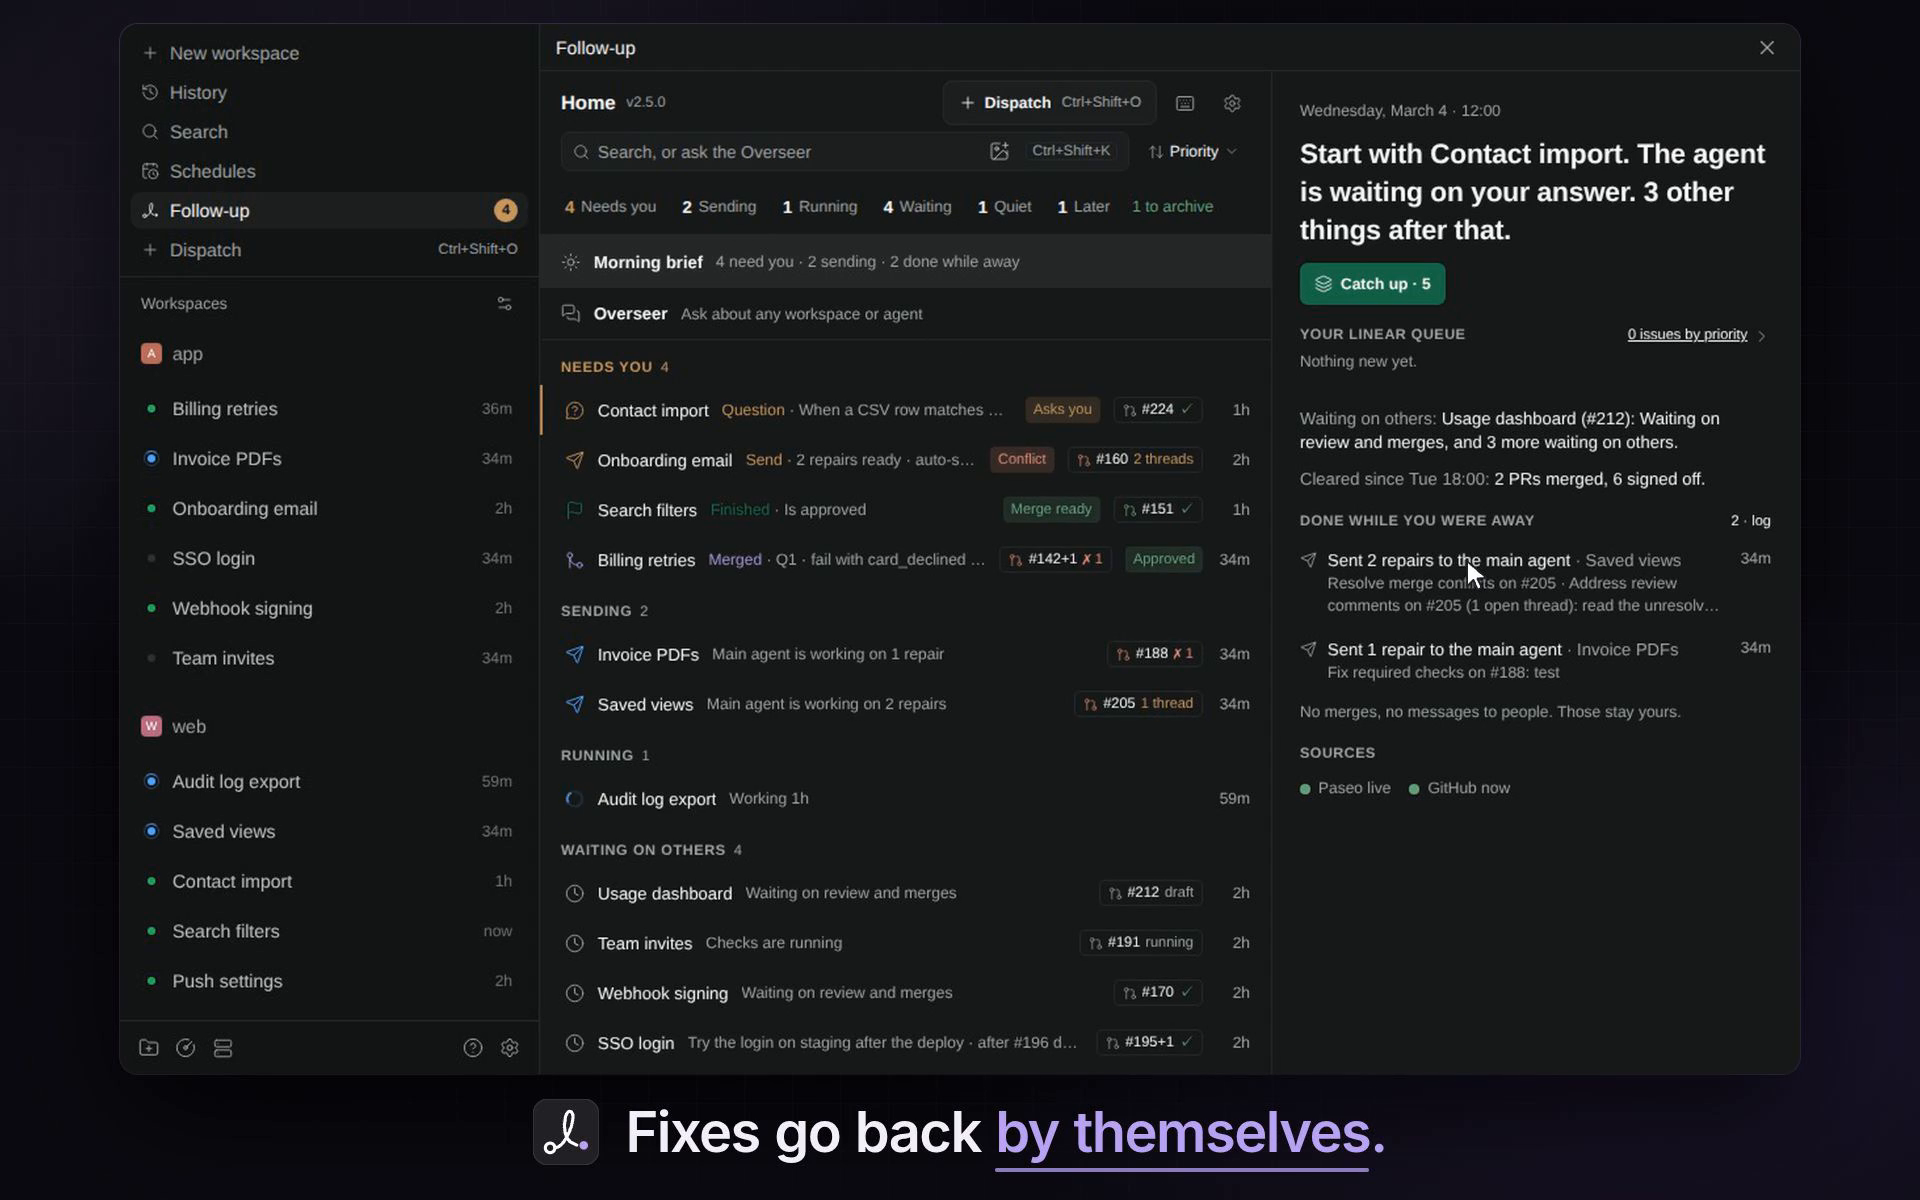 New workspace
History
Search
Schedules
Follow-up 4
Dispatch Ctrl+Shift+O
Workspaces
A app
Billing retries 36m
Invoice PDFs 34m
Onboarding email 2h
SSO login 34m
Webhook signing 2h
Team invites 34m
W web
Audit log export 59m
Saved views 34m
Contact import 1h
Search filters now
Push settings 2h
Follow-up
Home v2.5.0
Dispatch Ctrl+Shift+O
Search, or ask the Overseer Ctrl+Shift+K Priority
4 Needs you 2 Sending 1 Running 4 Waiting 1 Quiet 1 Later 1 to archive
Morning brief 4 need you · 2 sending · 2 done while away
Overseer Ask about any workspace or agent
NEEDS YOU 4
Contact import Question · When a CSV row matches … Asks you #224 ✓ 1h
Onboarding email Send · 2 repairs ready · auto-s… Conflict #160 2 threads 2h
Search filters Finished · Is approved Merge ready #151 ✓ 1h
Billing retries Merged · Q1 · fail with card_declined … #142+1 ✗ 1 Approved 34m
SENDING 2
Invoice PDFs Main agent is working on 1 repair #188 ✗ 1 34m
Saved views Main agent is working on 2 repairs #205 1 thread 34m
RUNNING 1
Audit log export Working 1h 59m
WAITING ON OTHERS 4
Usage dashboard Waiting on review and merges #212 draft 2h
Team invites Checks are running #191 running 2h
Webhook signing Waiting on review and merges #170 ✓ 2h
SSO login Try the login on staging after the deploy · after #196 d… #195+1 ✓ 2h
Wednesday, March 4 · 12:00
Start with Contact import. The agent
is waiting on your answer. 3 other
things after that.
Catch up · 5
YOUR LINEAR QUEUE 0 issues by priority
Nothing new yet.
Waiting on others: Usage dashboard (#212): Waiting on
review and merges, and 3 more waiting on others.
Cleared since Tue 18:00: 2 PRs merged, 6 signed off.
DONE WHILE YOU WERE AWAY 2 · log
Sent 2 repairs to the main agent · Saved views 34m
Resolve merge conflicts on #205 · Address review
comments on #205 (1 open thread): read the unresolv…
Sent 1 repair to the main agent · Invoice PDFs 34m
Fix required checks on #188: test
No merges, no messages to people. Those stay yours.
SOURCES
Paseo live GitHub now
Fixes go back by themselves.